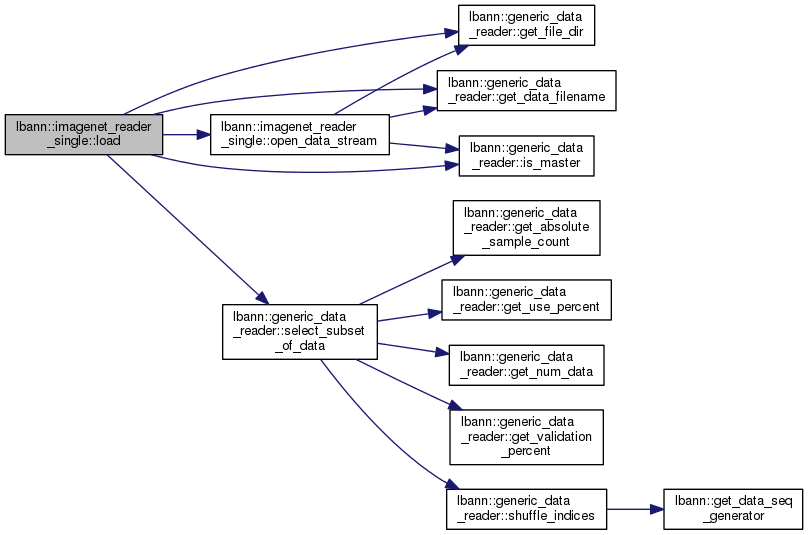 lbann::imagenet_reader
_single::load
lbann::imagenet_reader
_single::open_data_stream
lbann::generic_data
_reader::get_file_dir
lbann::generic_data
_reader::get_data_filename
lbann::generic_data
_reader::is_master
lbann::generic_data
_reader::select_subset
_of_data
lbann::generic_data
_reader::get_absolute
_sample_count
lbann::generic_data
_reader::get_use_percent
lbann::generic_data
_reader::get_num_data
lbann::generic_data
_reader::get_validation
_percent
lbann::generic_data
_reader::shuffle_indices
lbann::get_data_seq
_generator